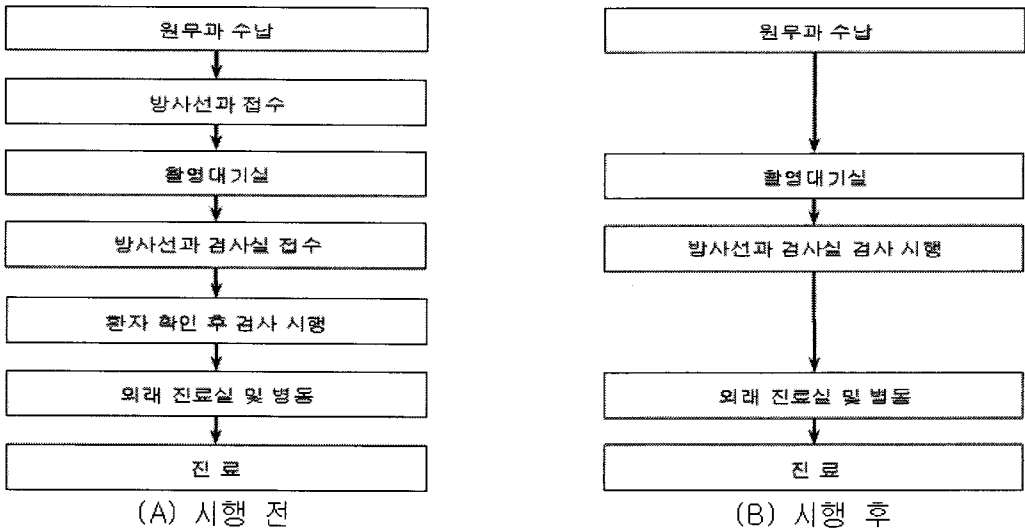 원무과 수납
방사선과 접수
촬영대기실
방사선과 검사실 접수
환자 확인 후 검사 시행
외래 진료실 및 병동
진 료
(A) 시행 전
원무과 수납
촬영대기실
방사선과 검사실 검사 시행
외래 진료실 및 병동
진 료
(B) 시행 후